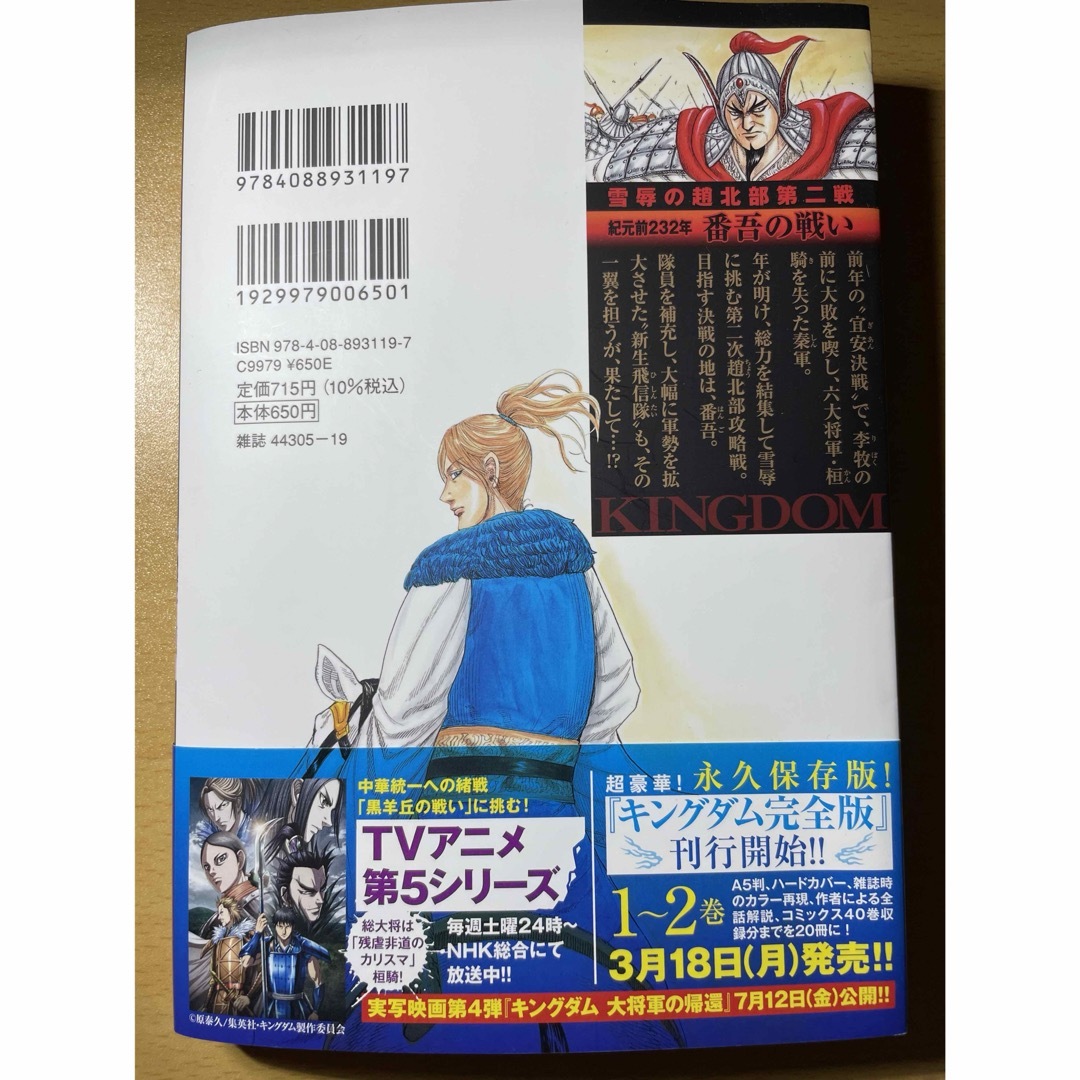 9784088931197
1929979006501
ISBN 978-4-08-893119-7
C9979 ¥650E
定価715円(10%税込)
本体650円
雑誌 44305-19
雪辱の趙北部第二戦
紀元前232年 番吾の戦い
前年の〝宜安決戦〟で、李牧の
前に大敗を喫し、六大将軍・桓
騎を失った秦軍。
年が明け、総力を結集して雪辱
に挑む第二次趙北部攻略戦。
目指す決戦の地は、番吾。
隊員を補充し、大幅に軍勢を拡
大させた〝新生飛信隊〟も、その
一翼を担うが、果たして…!?
KINGDOM
中華統一への緒戦
「黒羊丘の戦い」に挑む!
TVアニメ
第5シリーズ
総大将は
「残虐非道の
カリスマ」
桓騎!
毎週土曜24時~
NHK総合にて
放送中!!
超豪華!永久保存版!
『キングダム完全版』
刊行開始!!
1~2巻
A5判、ハードカバー、雑誌時
のカラー再現、作者による全
話解説、コミックス40巻収
録分までを20冊に!
3月18日(月)発売!!
実写映画第4弾『キングダム 大将軍の帰還』7月12日(金)公開!!
©原泰久/集英社・キングダム製作委員会